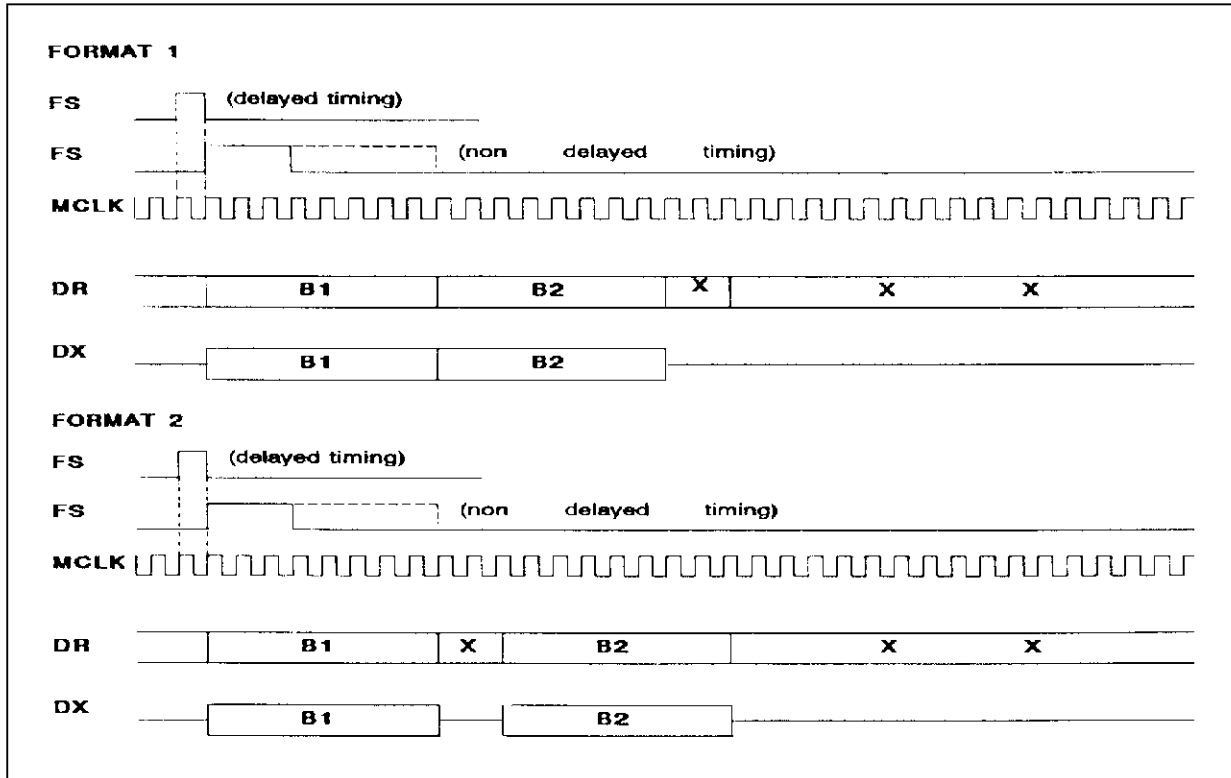 FORMAT 1
FS (delayed timing)
FS (non delayed timing)
MCLK
DR B1 B2 X X X
DX B1 B2
FORMAT 2
FS (delayed timing)
FS (non delayed timing)
MCLK
DR B1 X B2 X X
DX B1 B2